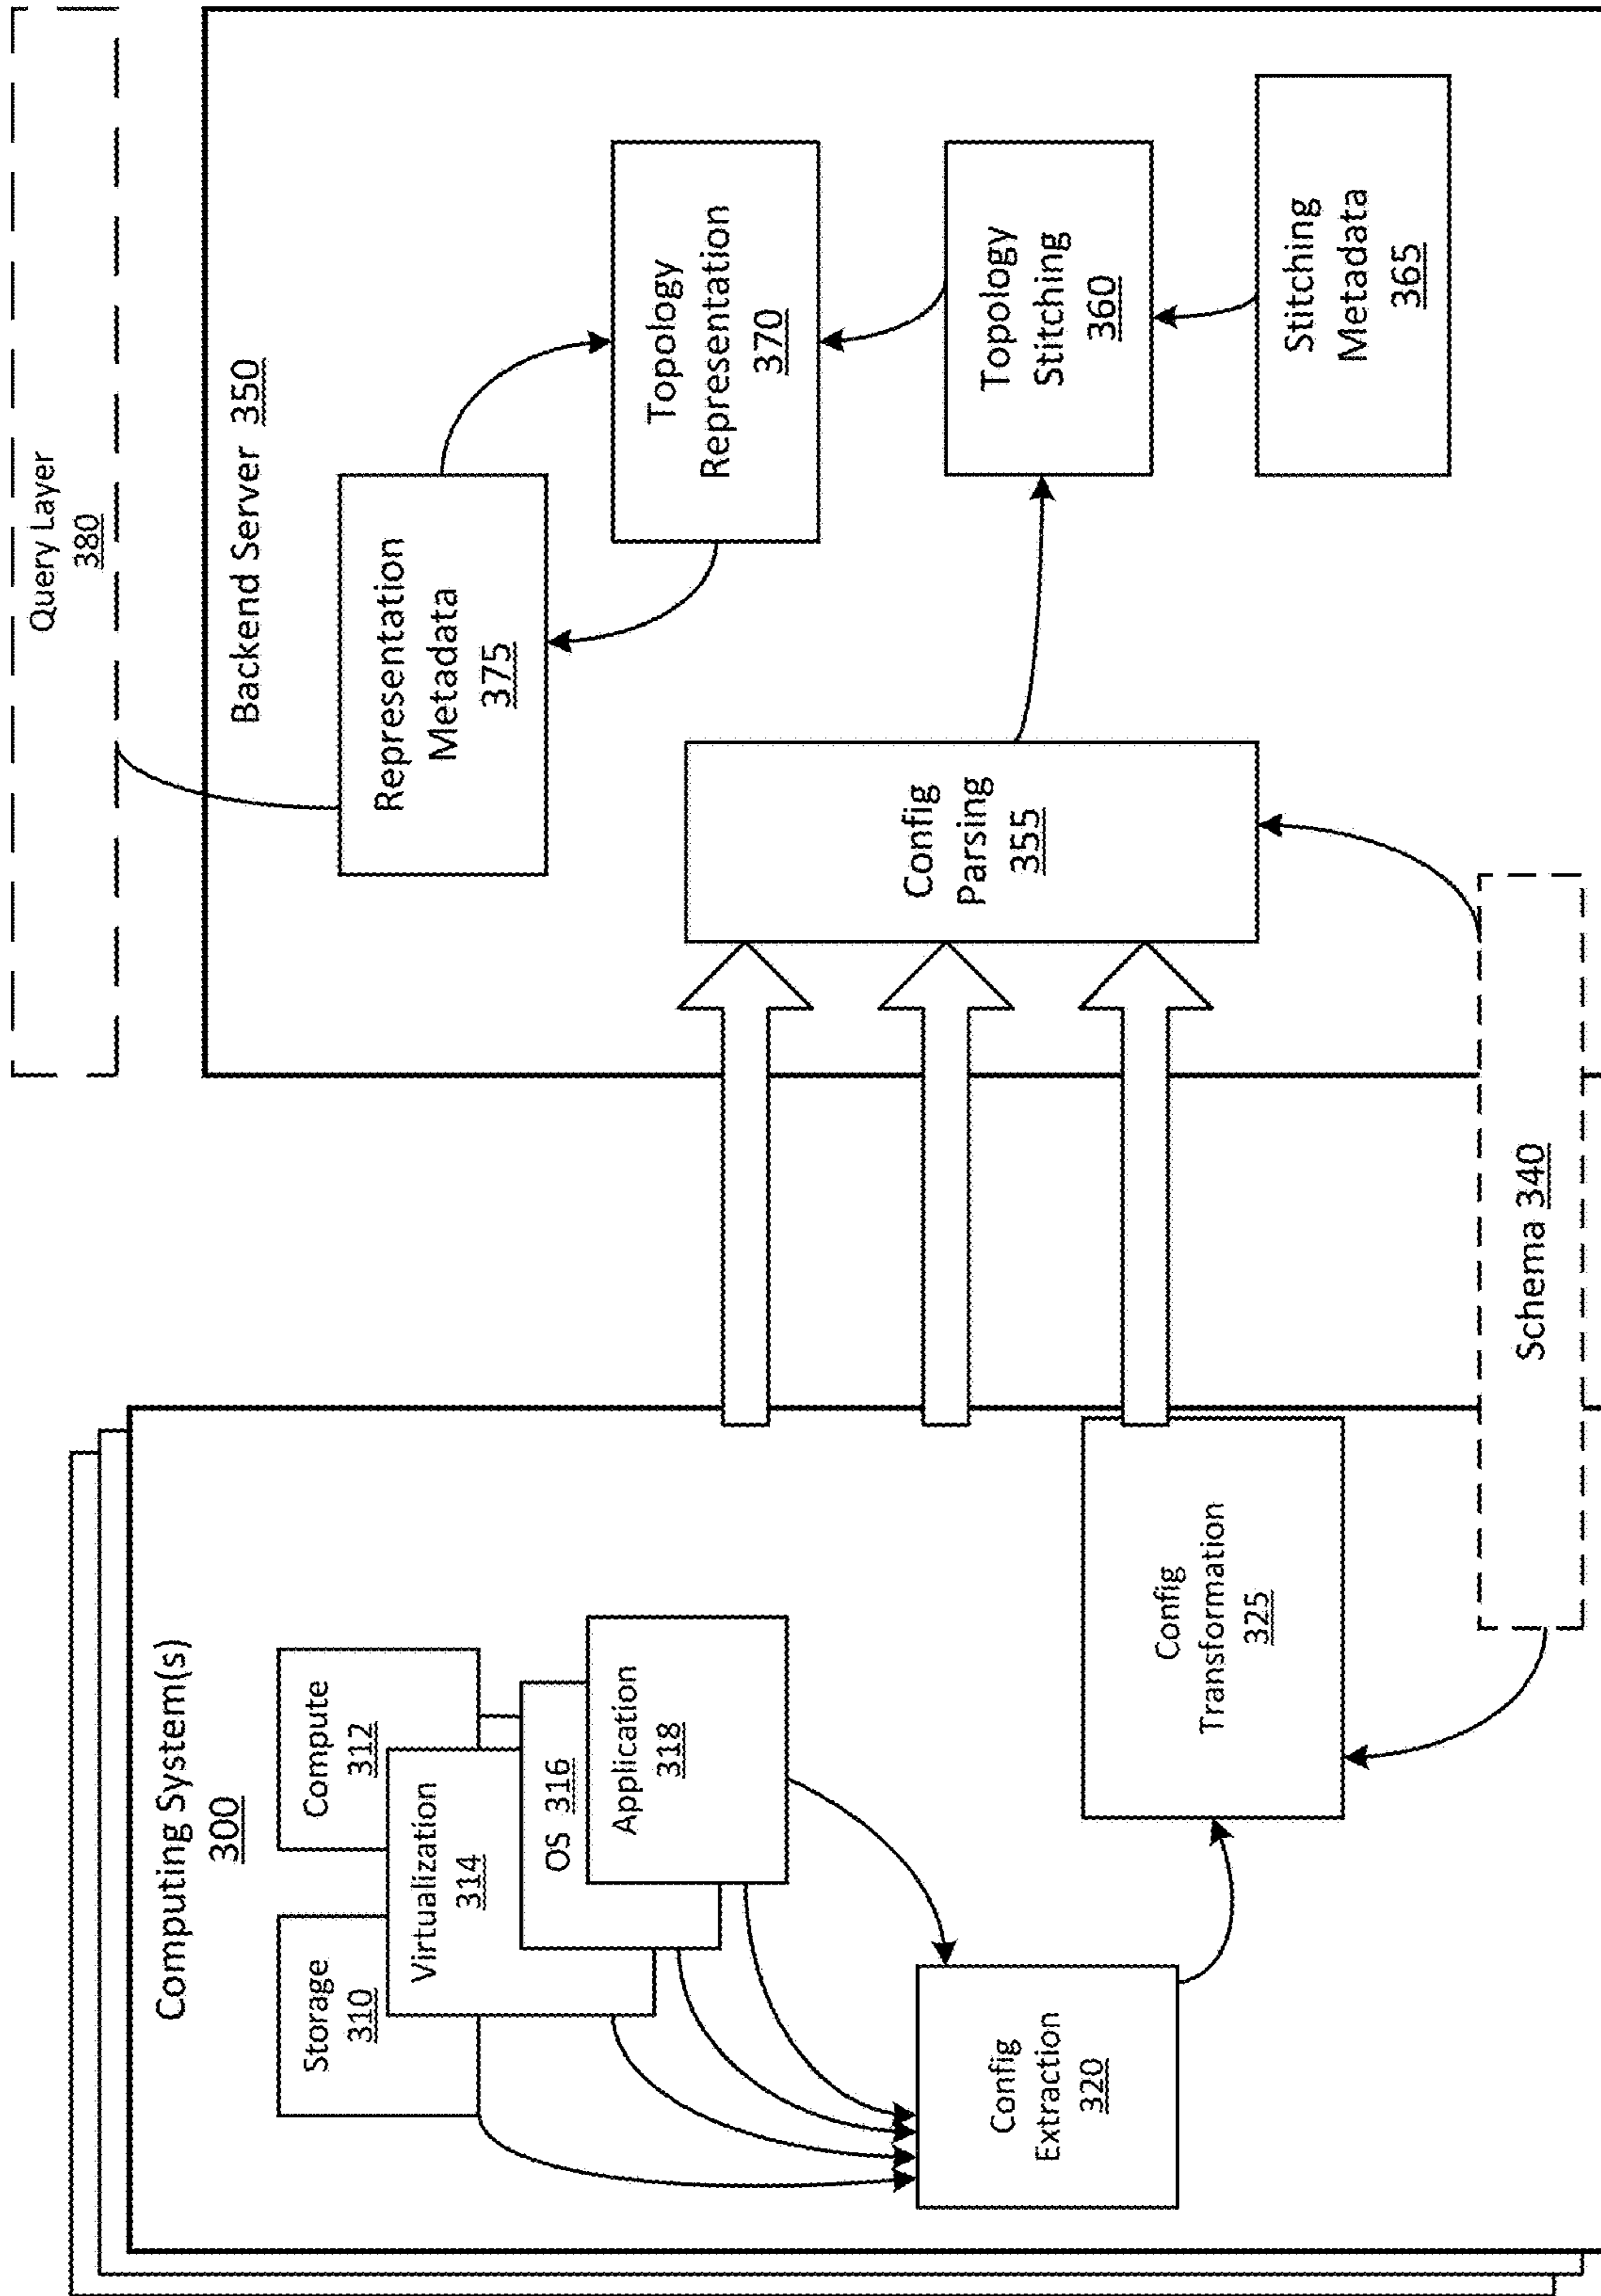 Query Layer
380
Computing System(s)
300
Storage
310
Compute
312
Virtualization
314
OS 316
Application
318
Config
Extraction
320
Config
Transformation
325
Schema 340
Backend Server 350
Config
Parsing
355
Representation
Metadata
375
Topology
Representation
370
Topology
Stitching
360
Stitching
Metadata
365